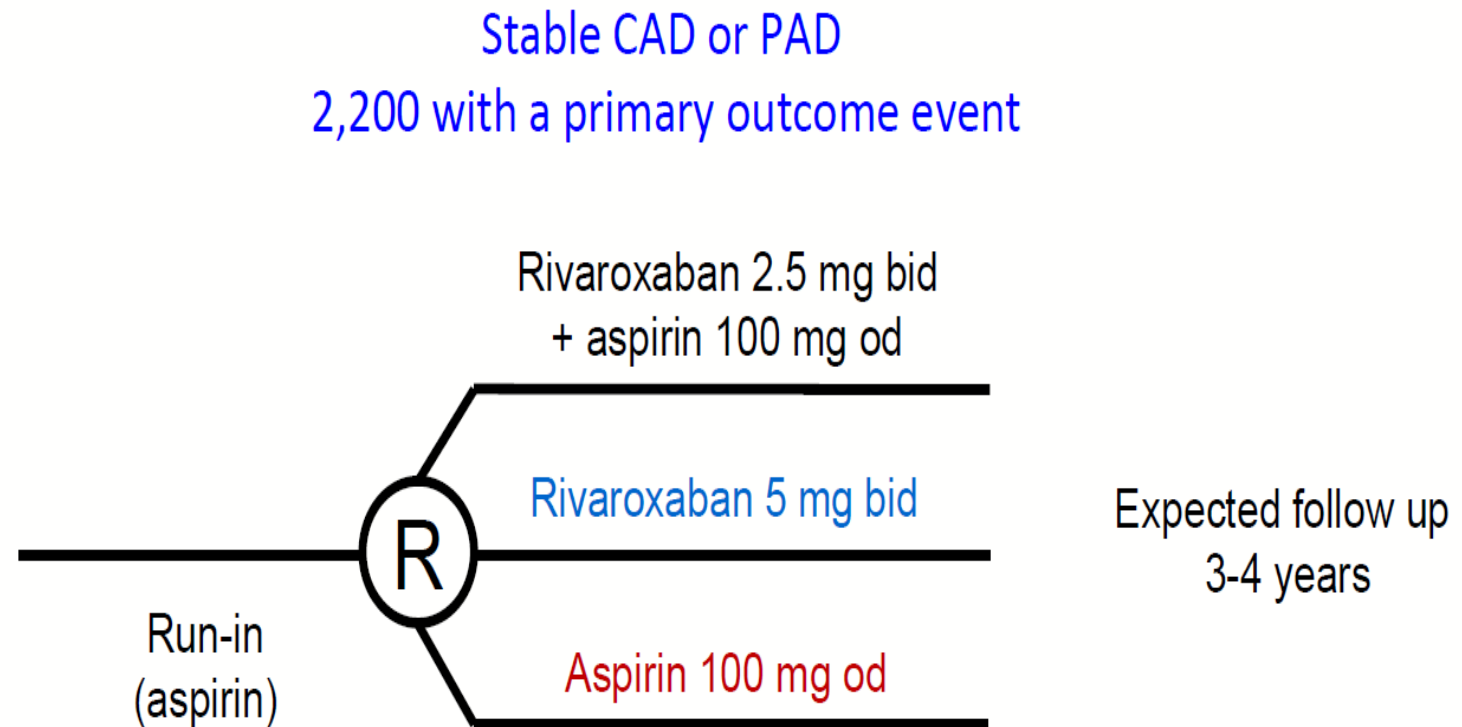 Stable CAD or PAD
2,200 with a primary outcome event
Rivaroxaban 2.5 mg bid
+ aspirin 100 mg od
Rivaroxaban 5 mg bid
R
Expected follow up
3-4 years
Run-in
(aspirin)
Aspirin 100 mg od